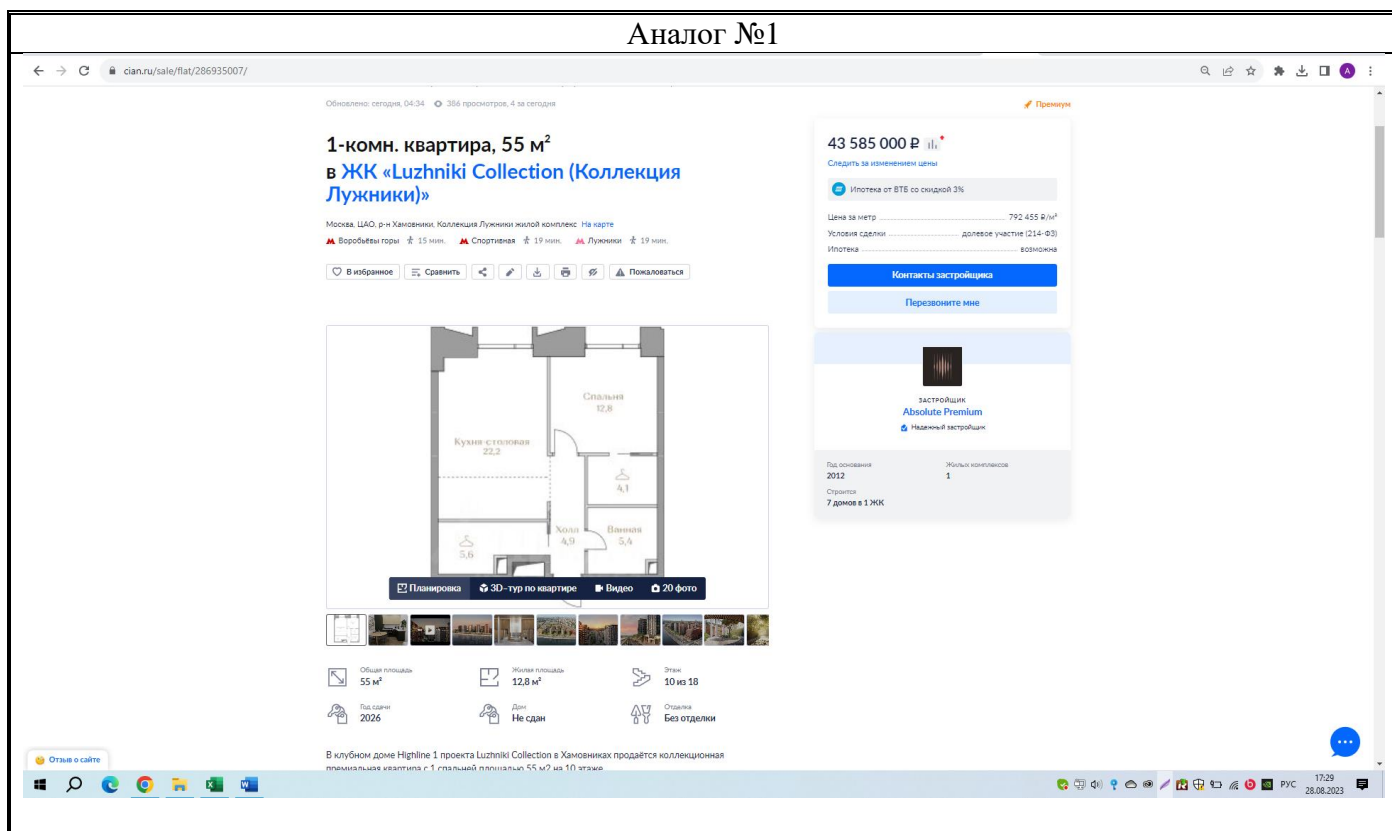 Аналог №1
cian.ru/sale/flat/286935007/
Обновлено: сегодня, 04:34 386 просмотров, 4 за сегодня
Премиум
1-комн. квартира, 55 м²
в ЖК «Luzhniki Collection (Коллекция
Лужники)»
Москва, ЦАО, р-н Хамовники, Коллекция Лужники жилой комплекс На карте
Воробьёвы горы 15 мин. Спортивная 19 мин. Лужники 19 мин.
В избранное Сравнить Пожаловаться
43 585 000 ₽
Следить за изменением цены
Ипотека от ВТБ со скидкой 3%
Цена за метр 792 455 ₽/м²
Условия сделки долевое участие (214-ФЗ)
Ипотека возможна
Контакты застройщика
Перезвоните мне
Спальня
12,8
Кухня-столовая
22,2
4,1
Холл
4,9
Ванная
5,4
5,6
Планировка 3D-тур по квартире Видео 20 фото
ЗАСТРОЙЩИК
Absolute Premium
Надежный застройщик
Год основания Жилых комплексов
2012 1
Строится
7 домов в 1 ЖК
Общая площадь Жилая площадь Этаж
55 м² 12,8 м² 10 из 18
Год сдачи Дом Отделка
2026 Не сдан Без отделки
В клубном доме Highline 1 проекта Luzhniki Collection в Хамовниках продаётся коллекционная
премиальная квартира с 1 спальней площадью 55 м2 на 10 этаже.
Отзыв о сайте
РУС
17:29
28.08.2023